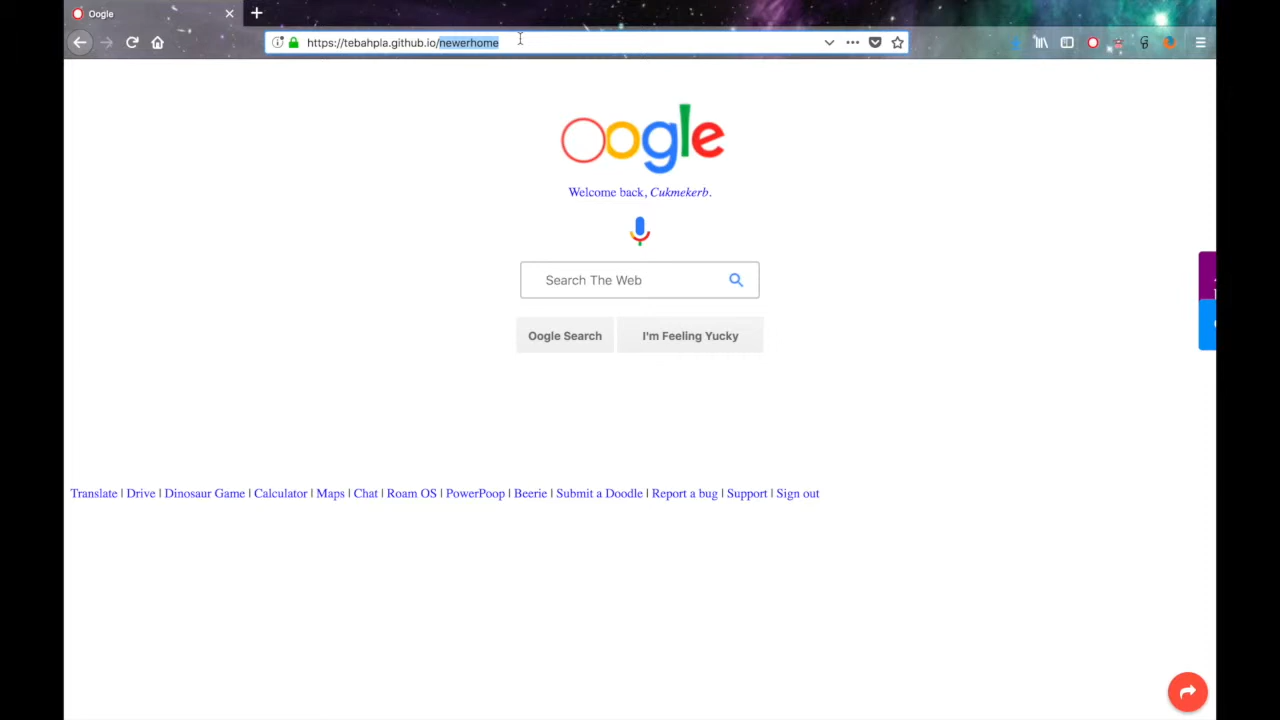 Oogle
https://tebahpla.github.io/newerhome
Oogle
Welcome back, Cukmekerb.
Search The Web
Oogle Search
I'm Feeling Yucky
Translate | Drive | Dinosaur Game | Calculator | Maps | Chat | Roam OS | PowerPoop | Beerie | Submit a Doodle | Report a bug | Support | Sign out